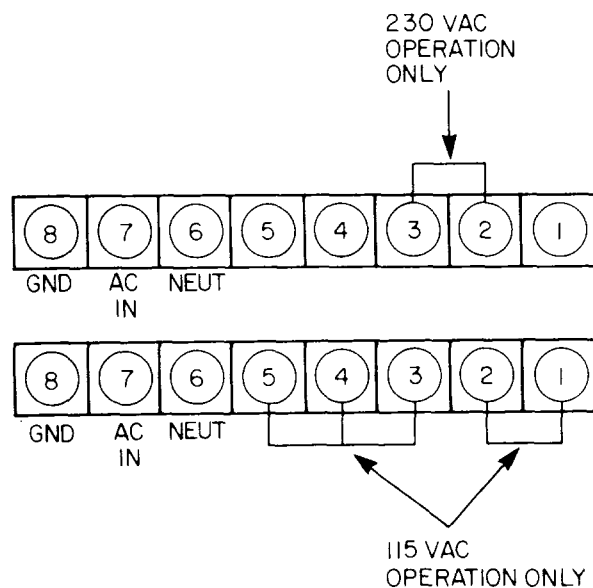 230 VAC
OPERATION
ONLY
8 7 6 5 4 3 2 1
GND AC IN NEUT
8 7 6 5 4 3 2 1
GND AC IN NEUT
115 VAC
OPERATION ONLY